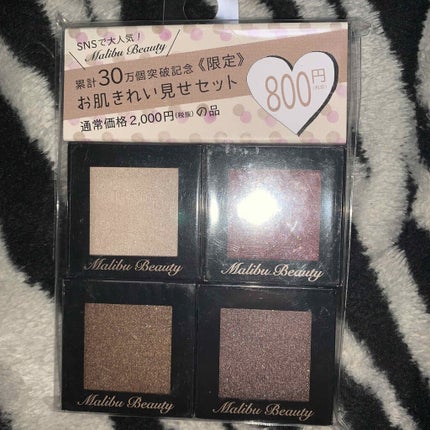 SNSで大人気！
Malibu Beauty
累計30万個突破記念《限定》
お肌きれい見せセット
通常価格2,000円(税抜)の品
800円
(税抜)
Malibu Beauty
Malibu Beauty
Malibu Beauty
Malibu Beauty